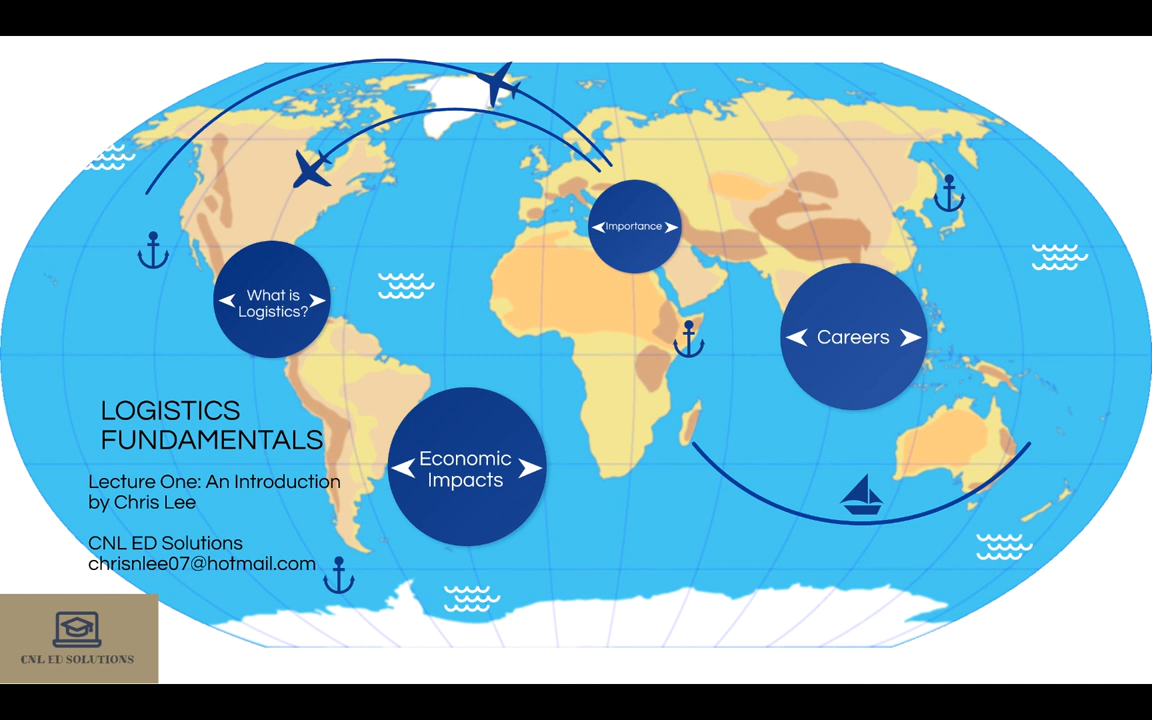 Importance
What is
Logistics?
Careers
LOGISTICS
FUNDAMENTALS
Economic
Impacts
Lecture One: An Introduction
by Chris Lee
CNL ED Solutions
chrisnlee07@hotmail.com
CNL ED SOLUTIONS